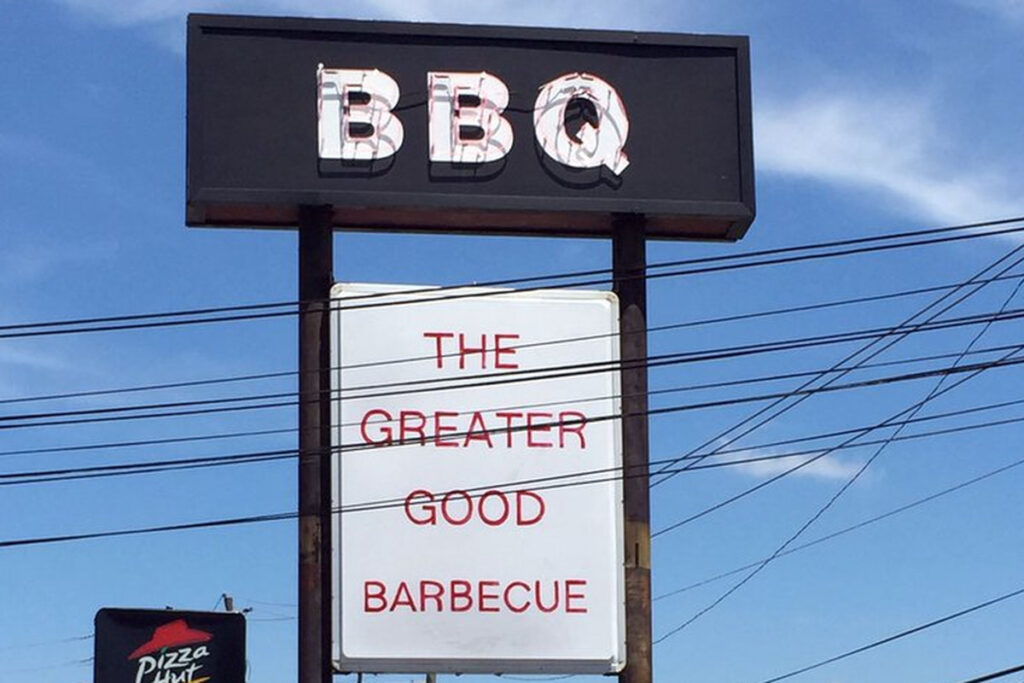 BBQ
THE
GREATER
GOOD
BARBECUE
Pizza
Hut